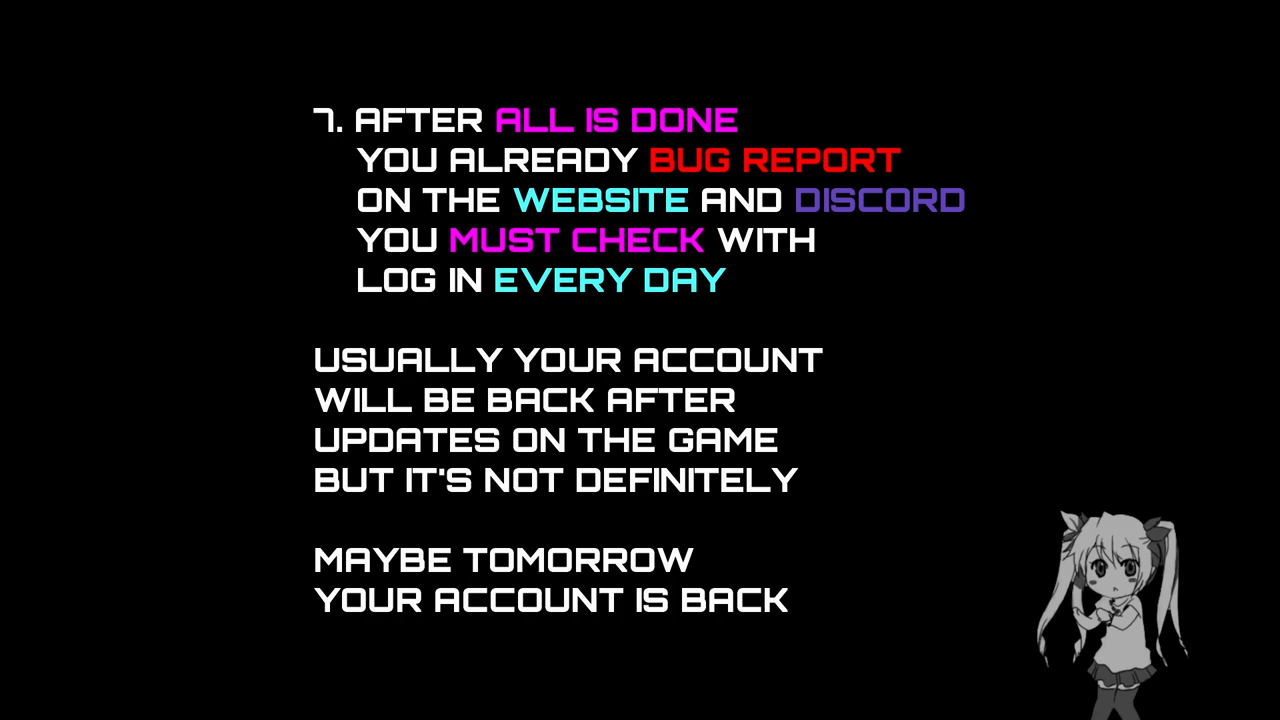 7. AFTER ALL IS DONE
YOU ALREADY BUG REPORT
ON THE WEBSITE AND DISCORD
YOU MUST CHECK WITH
LOG IN EVERY DAY
USUALLY YOUR ACCOUNT
WILL BE BACK AFTER
UPDATES ON THE GAME
BUT IT'S NOT DEFINITELY
MAYBE TOMORROW
YOUR ACCOUNT IS BACK